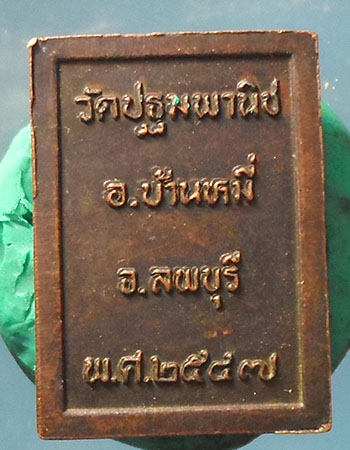 วัดปฐมพานิช
อ.บ้านหมี่
จ.ลพบุรี
พ.ศ.๒๕๔๗